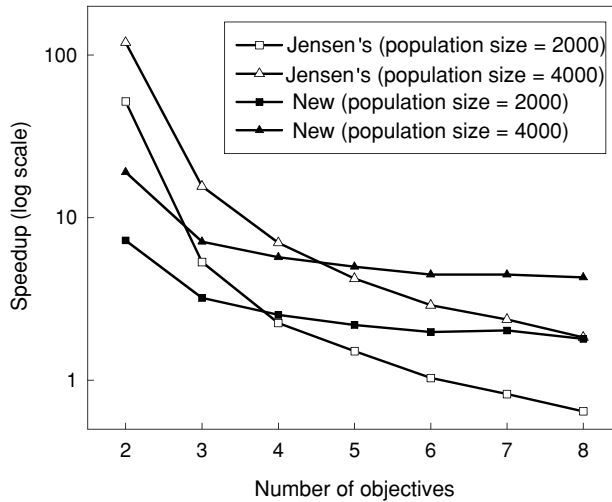 Jensen's (population size = 2000)
Jensen's (population size = 4000)
New (population size = 2000)
New (population size = 4000)
Speedup (log scale)
100
10
1
2 3 4 5 6 7 8
Number of objectives